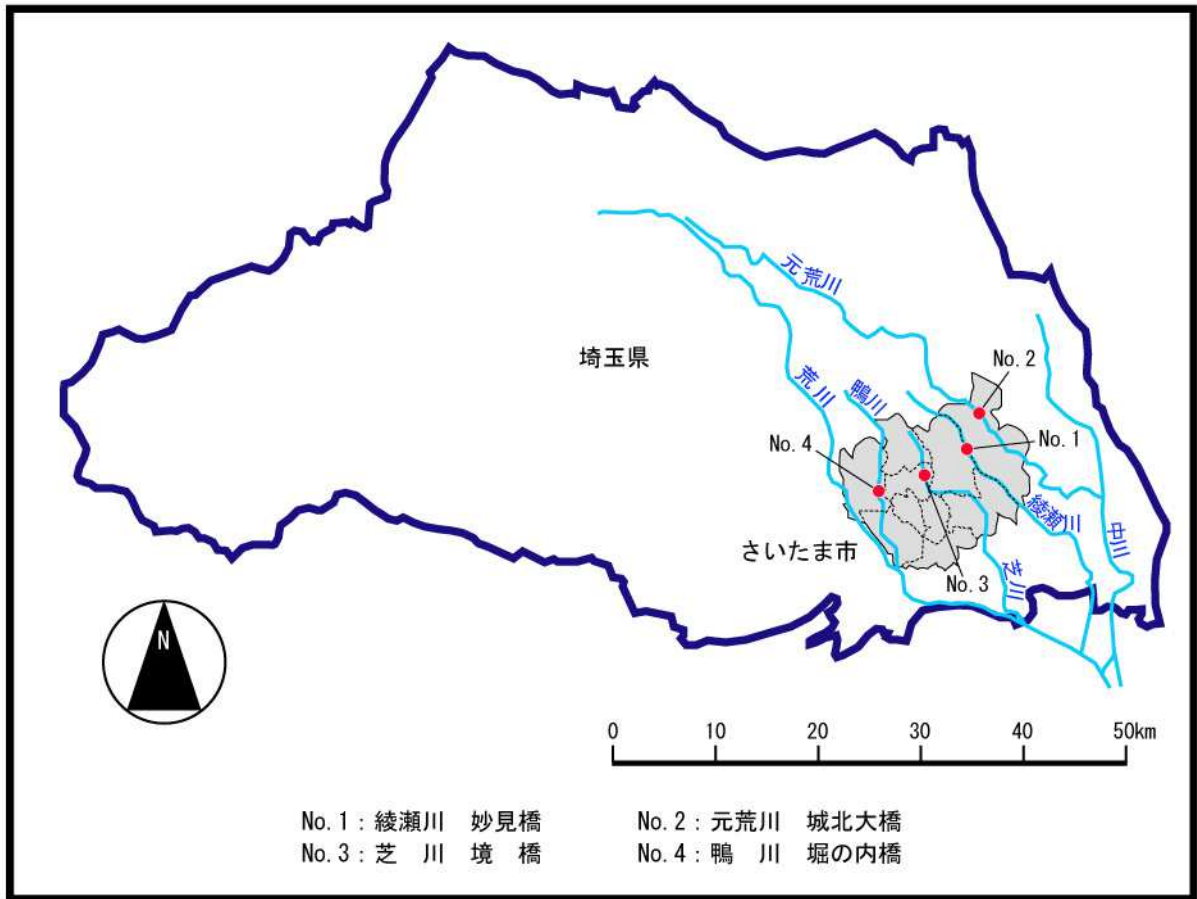 元荒川
埼玉県
No. 2
荒川
鴨川
No. 4
No. 1
綾瀬川
中川
さいたま市
芝川
No. 3
N
0 10 20 30 40 50km
No. 1 : 綾瀬川 妙見橋 No. 2 : 元荒川 城北大橋
No. 3 : 芝 川 境 橋 No. 4 : 鴨 川 堀の内橋